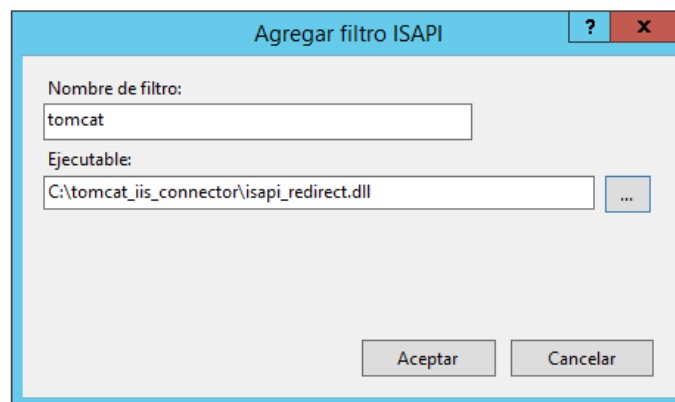 Agregar filtro ISAPI
?
x
Nombre de filtro:
tomcat
Ejecutable:
C:\tomcat_iis_connector\isapi_redirect.dll
...
Aceptar
Cancelar